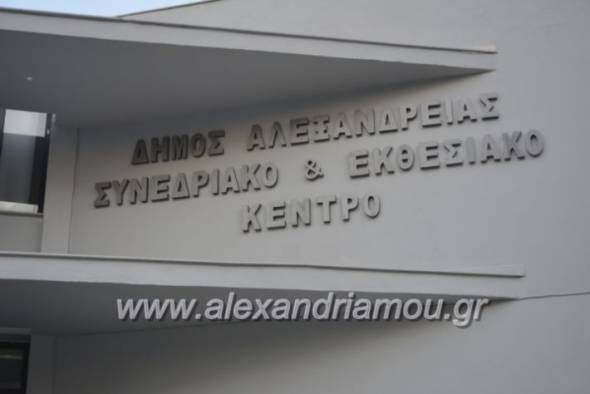 ΔΗΜΟΣ ΑΛΕΞΑΝΔΡΕΙΑΣ
ΣΥΝΕΔΡΙΑΚΟ & ΕΚΘΕΣΙΑΚΟ
ΚΕΝΤΡΟ
www.alexandriamou.gr